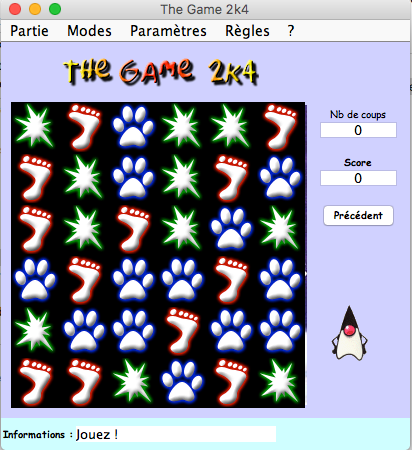 The Game 2k4
Partie Modes Paramètres Règles ?
THE GAME 2K4
Nb de coups
0
Score
0
Précédent
Informations : Jouez !